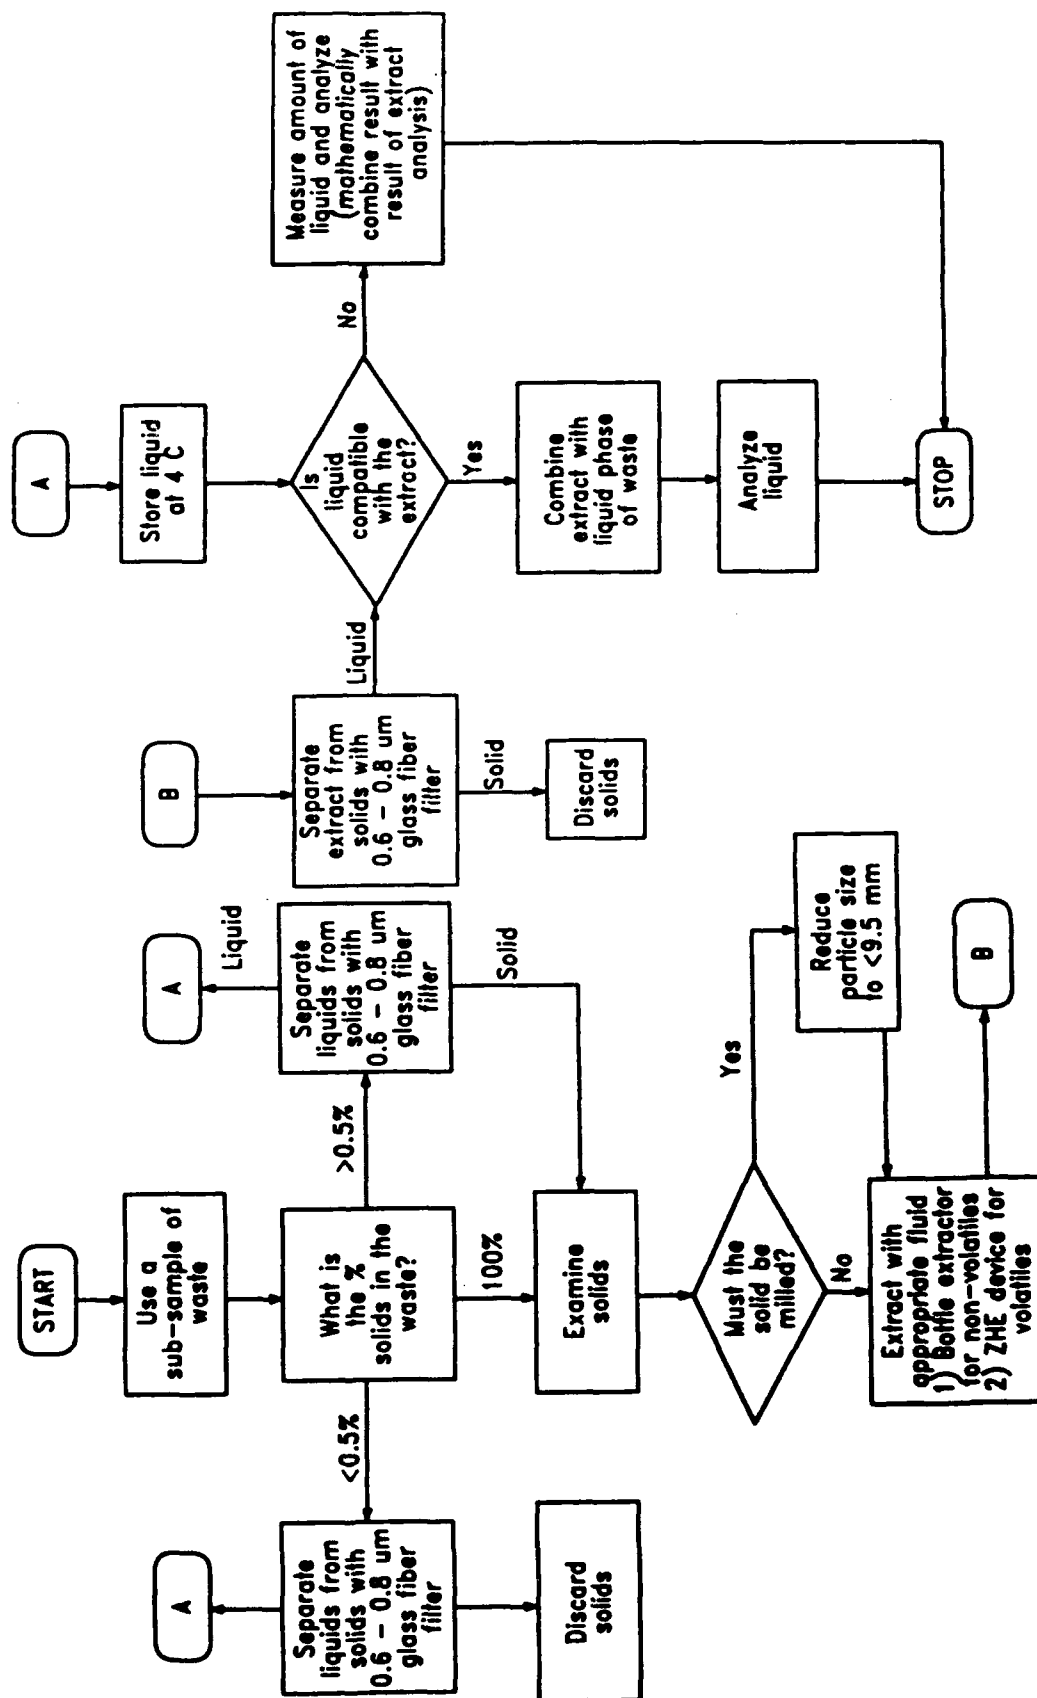 START
Use a
sub-sample of
waste
What is
the %
solids in the
waste?
<0.5%
>0.5%
100%
A
Separate
liquids from
solids with
0.6 - 0.8 um
glass fiber
filter
Discard
solids
A
Liquid
Separate
liquids from
solids with
0.6 - 0.8 um
glass fiber
filter
Solid
Examine
solids
Must the
solid be
milled?
Yes
No
Reduce
particle size
to <9.5 mm
Extract with
appropriate fluid
1) Bottle extractor
for non-volatiles
2) ZHE device for
volatiles
B
B
Separate
extract from
solids with
0.6 - 0.8 um
glass fiber
filter
Liquid
Solid
Discard
solids
A
Store liquid
at 4 C
Is
liquid
compatible
with the
extract?
No
Yes
Measure amount of
liquid and analyze
(mathematically
combine result with
result of extract
analysis)
Combine
extract with
liquid phase
of waste
Analyze
liquid
STOP